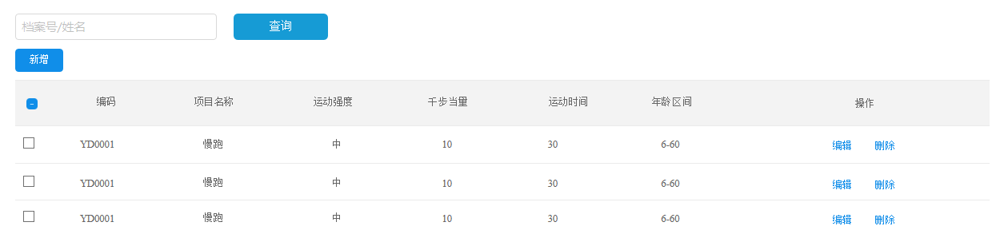 档案号/姓名 查询
新增
编码 项目名称 运动强度 千步当量 运动时间 年龄区间 操作
YD0001 慢跑 中 10 30 6-60 编辑 删除
YD0001 慢跑 中 10 30 6-60 编辑 删除
YD0001 慢跑 中 10 30 6-60 编辑 删除